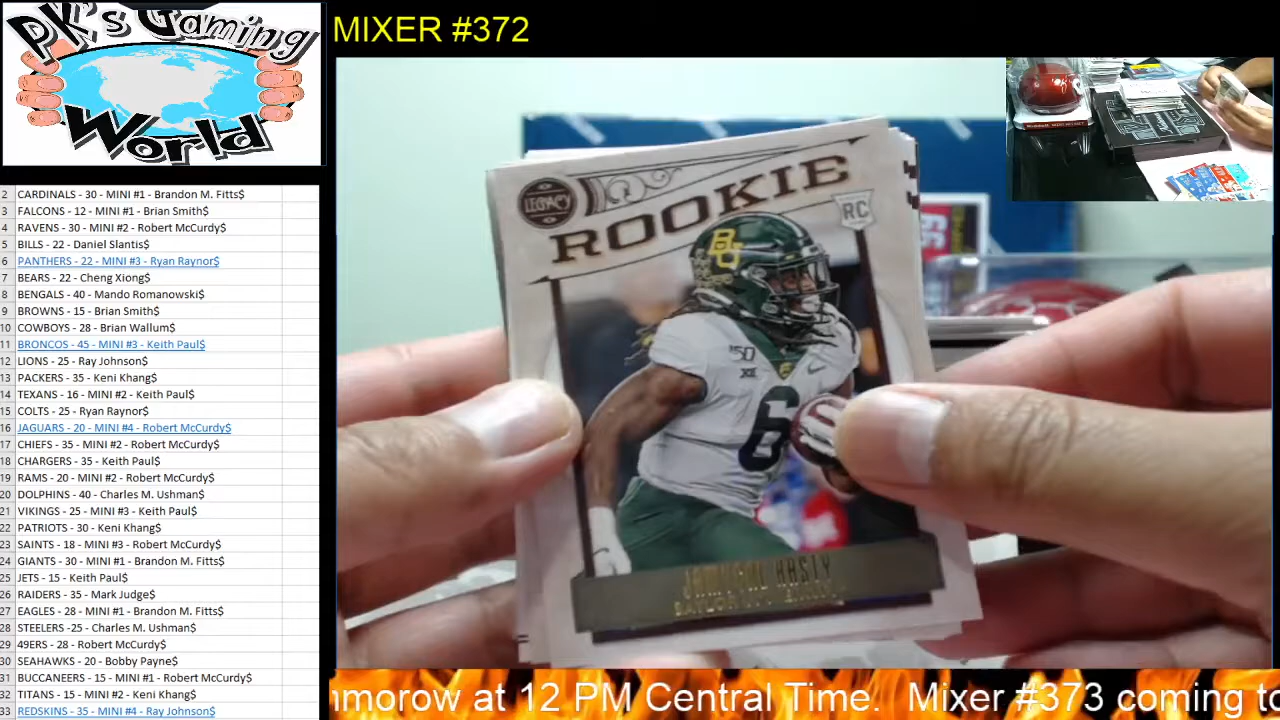 PK's Gaming
World
MIXER #372
2 CARDINALS - 30 - MINI #1 - Brandon M. Fitts$
3 FALCONS - 12 - MINI #1 - Brian Smith$
4 RAVENS - 30 - MINI #2 - Robert McCurdy$
5 BILLS - 22 - Daniel Slantis$
6 PANTHERS - 22 - MINI #3 - Ryan Raynor$
7 BEARS - 22 - Cheng Xiong$
8 BENGALS - 40 - Mando Romanowski$
9 BROWNS - 15 - Brian Smith$
10 COWBOYS - 28 - Brian Wallum$
11 BRONCOS - 45 - MINI #3 - Keith Paul$
12 LIONS - 25 - Ray Johnson$
13 PACKERS - 35 - Keni Khang$
14 TEXANS - 16 - MINI #2 - Keith Paul$
15 COLTS - 25 - Ryan Raynor$
16 JAGUARS - 20 - MINI #4 - Robert McCurdy$
17 CHIEFS - 35 - MINI #2 - Robert McCurdy$
18 CHARGERS - 35 - Keith Paul$
19 RAMS - 20 - MINI #2 - Robert McCurdy$
20 DOLPHINS - 40 - Charles M. Ushman$
21 VIKINGS - 25 - MINI #3 - Keith Paul$
22 PATRIOTS - 30 - Keni Khang$
23 SAINTS - 18 - MINI #3 - Robert McCurdy$
24 GIANTS - 30 - MINI #1 - Brandon M. Fitts$
25 JETS - 15 - Keith Paul$
26 RAIDERS - 35 - Mark Judge$
27 EAGLES - 28 - MINI #1 - Brandon M. Fitts$
28 STEELERS -25 - Charles M. Ushman$
29 49ERS - 28 - Robert McCurdy$
30 SEAHAWKS - 20 - Bobby Payne$
31 BUCCANEERS - 15 - MINI #1 - Robert McCurdy$
32 TITANS - 15 - MINI #2 - Keni Khang$
33 REDSKINS - 35 - MINI #4 - Ray Johnson$
LEGACY
ROOKIE
RC
BU
150
XII
6
HASTY
99
mmorow at 12 PM Central Time. Mixer #373 coming to